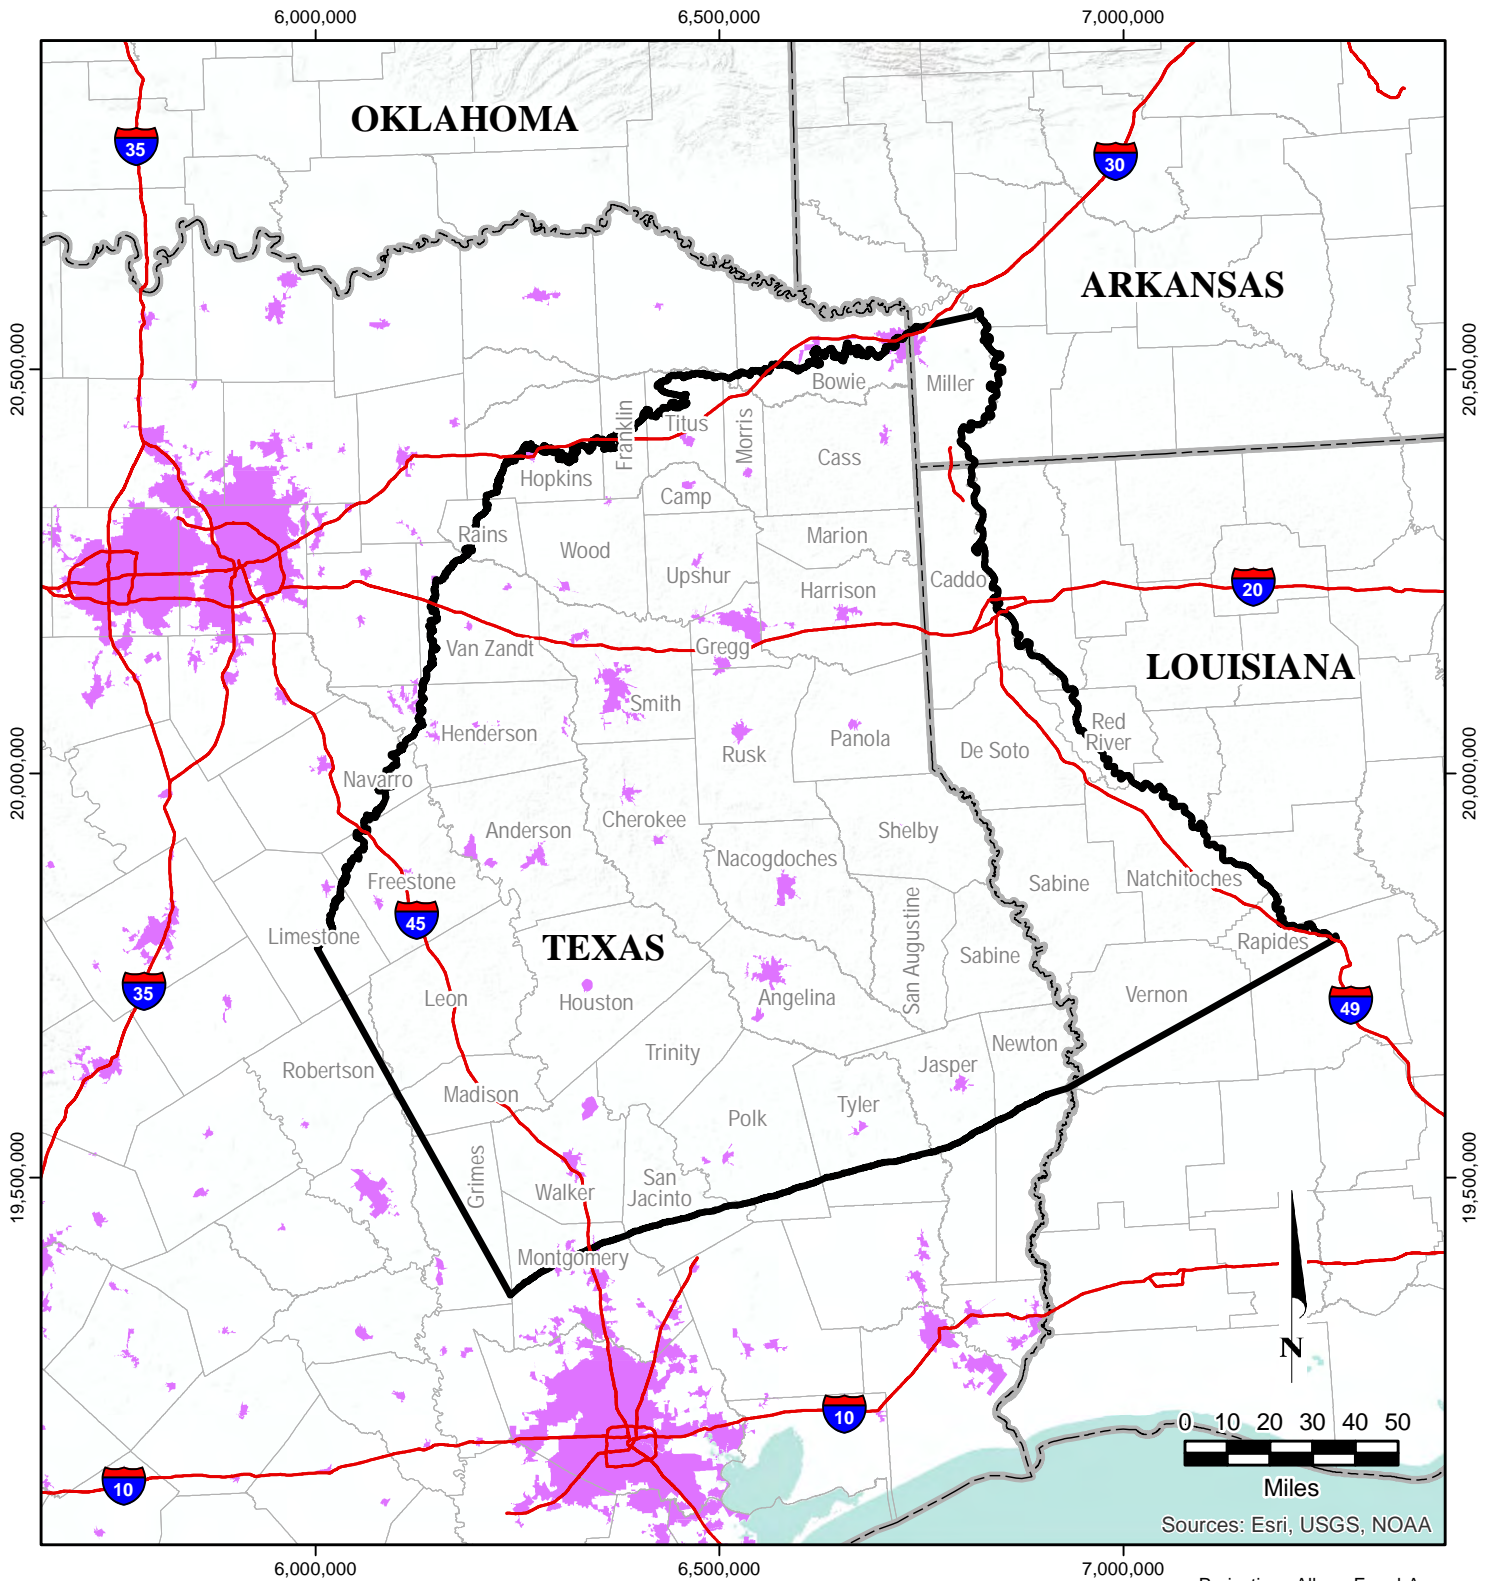 6,000,000
6,500,000
7,000,000
OKLAHOMA
35
30
ARKANSAS
20,500,000
20,500,000
Bowie
Miller
Franklin
Titus
Morris
Cass
Hopkins
Camp
Rains
Wood
Marion
Upshur
Harrison
Caddo
20
Van Zandt
Gregg
LOUISIANA
Smith
Henderson
Rusk
Panola
De Soto
Red
River
20,000,000
20,000,000
Navarro
Anderson
Cherokee
Shelby
Nacogdoches
Freestone
Sabine
Natchitoches
45
San Augustine
Limestone
TEXAS
Rapides
Sabine
35
Leon
Houston
Angelina
Vernon
49
Robertson
Trinity
Newton
Jasper
Madison
Polk
Tyler
19,500,000
19,500,000
Grimes
Walker
San
Jacinto
Montgomery
N
10
0 10 20 30 40 50
Miles
10
Sources: Esri, USGS, NOAA
6,000,000
6,500,000
7,000,000